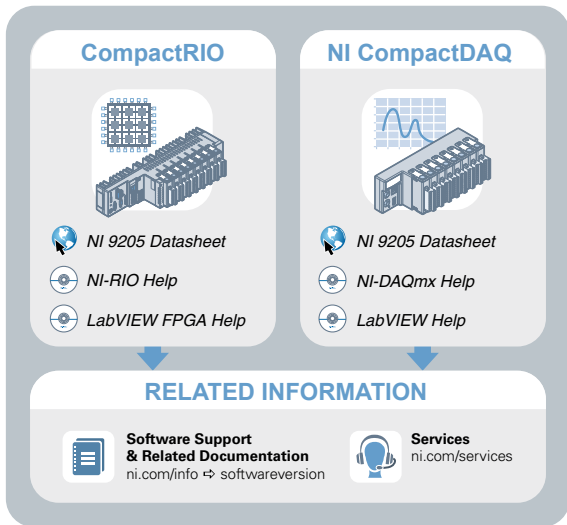 CompactRIO
NI 9205 Datasheet
NI-RIO Help
LabVIEW FPGA Help
NI CompactDAQ
NI 9205 Datasheet
NI-DAQmx Help
LabVIEW Help
RELATED INFORMATION
Software Support
& Related Documentation
ni.com/info ⇨ softwareversion
Services
ni.com/services